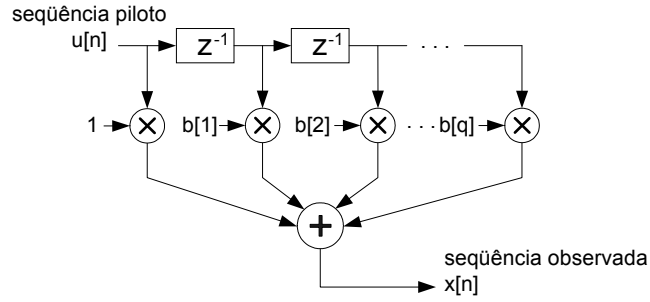 seqüência piloto
u[n]
z⁻¹ z⁻¹ . . .
1 b[1] b[2] . . . b[q]
+
seqüência observada
x[n]